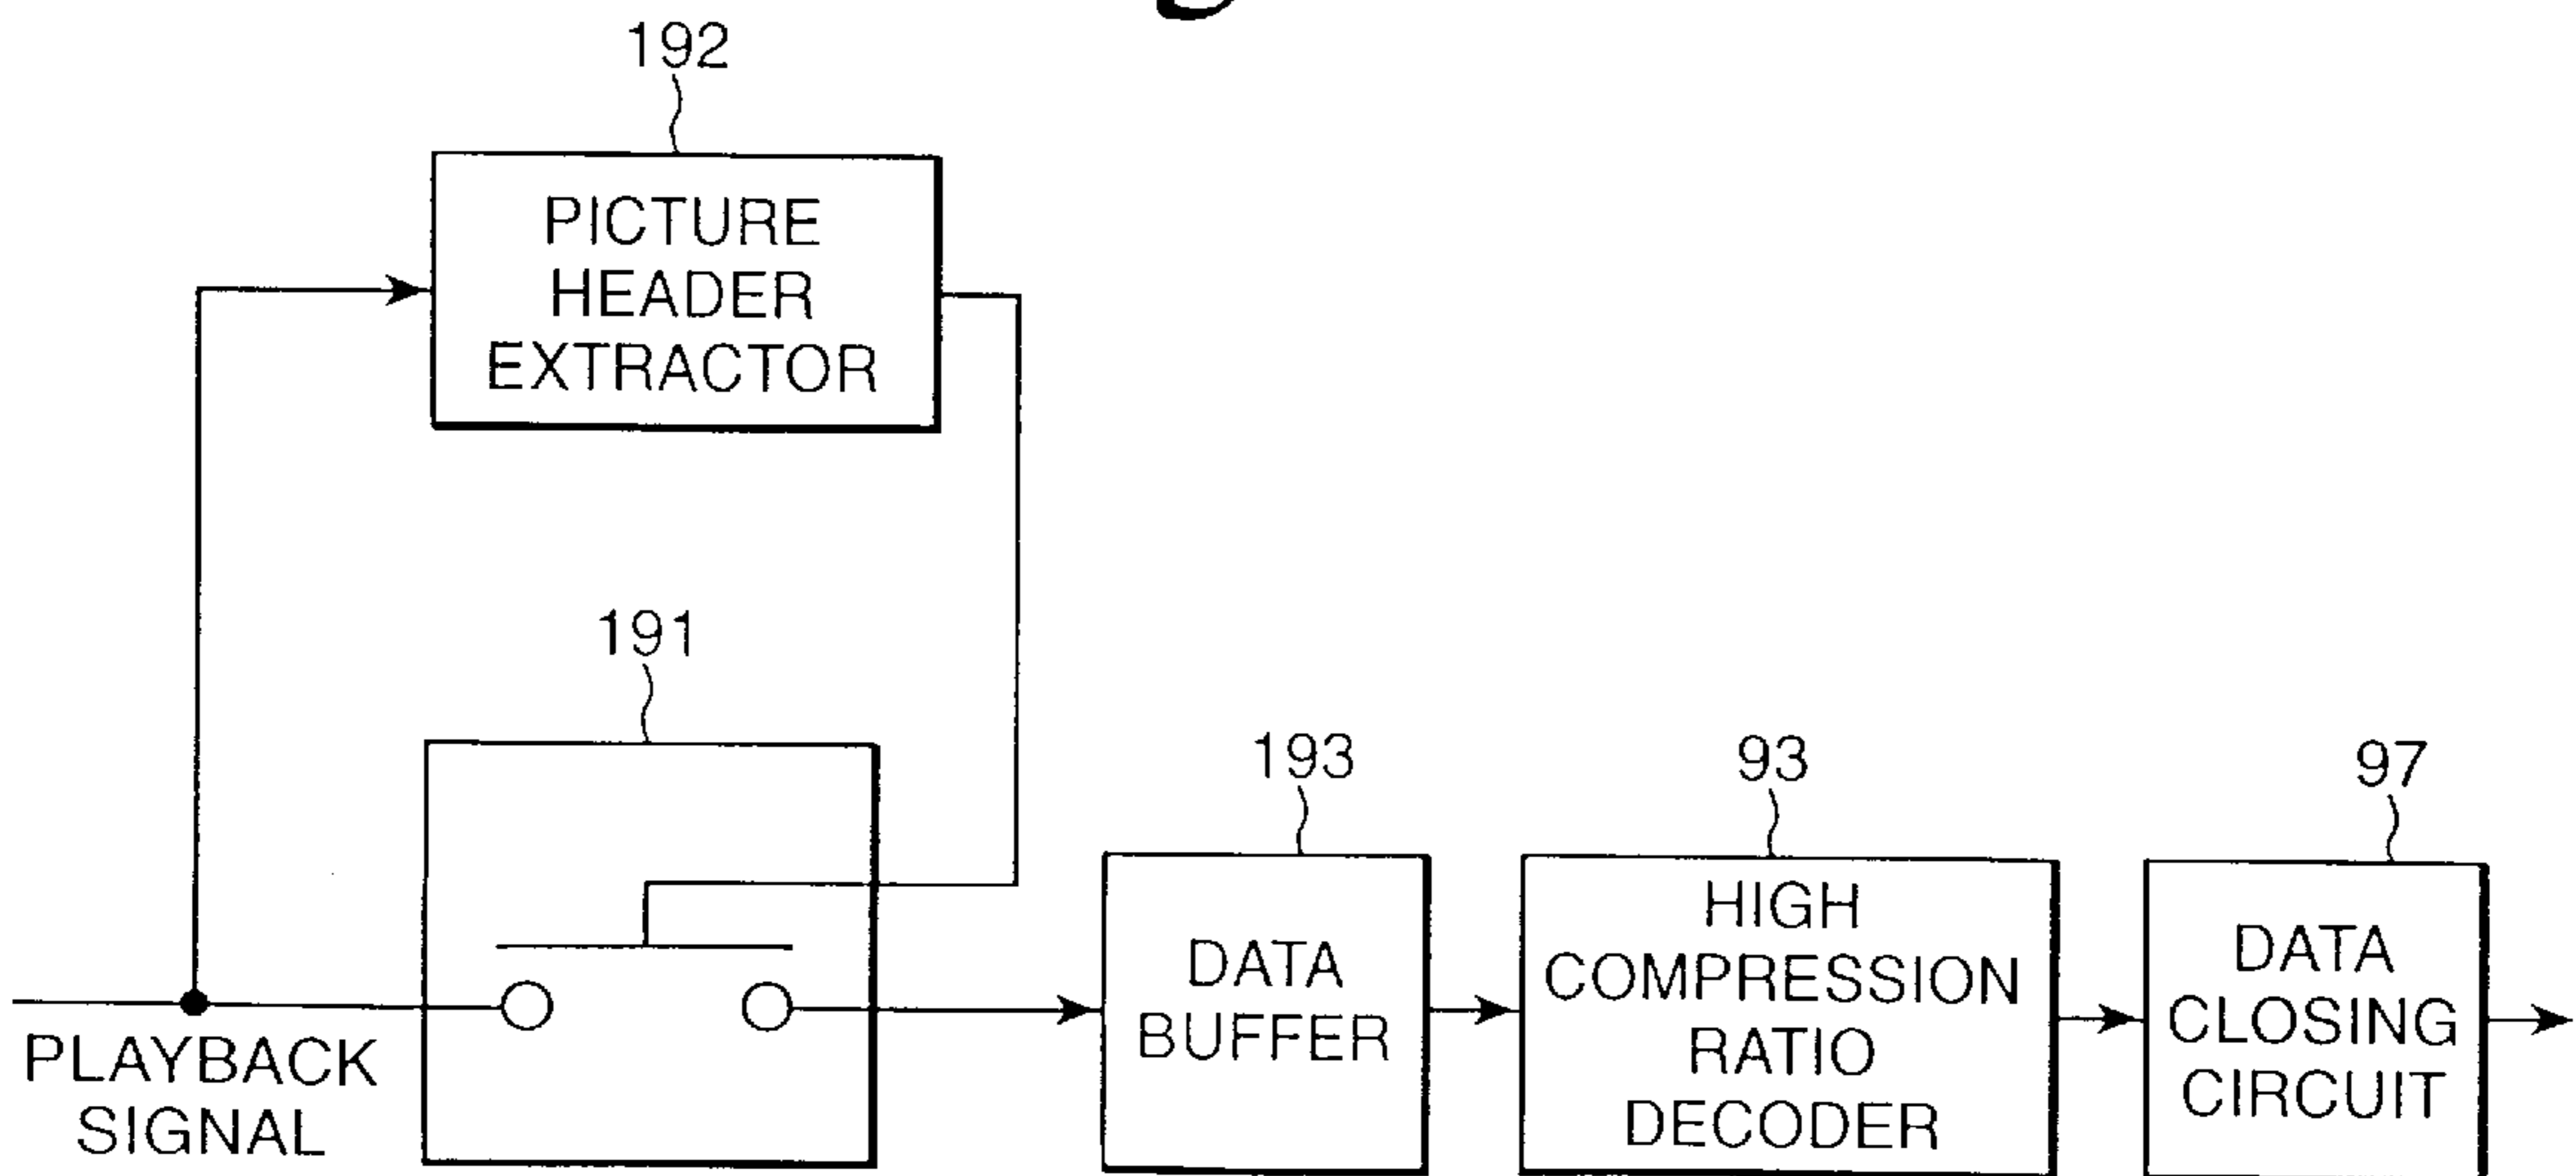 192
PICTURE
HEADER
EXTRACTOR
191
193
93
97
PLAYBACK
SIGNAL
DATA
BUFFER
HIGH
COMPRESSION
RATIO
DECODER
DATA
CLOSING
CIRCUIT